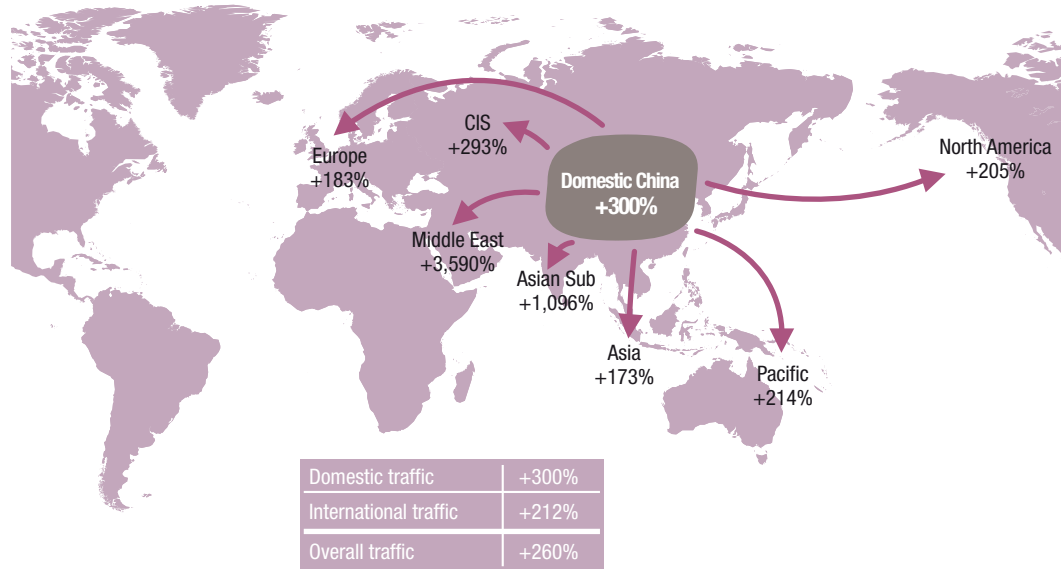 CIS
+293%
Europe
+183%
North America
+205%
Domestic China
+300%
Middle East
+3,590%
Asian Sub
+1,096%
Asia
+173%
Pacific
+214%
Domestic traffic +300%
International traffic +212%
Overall traffic +260%